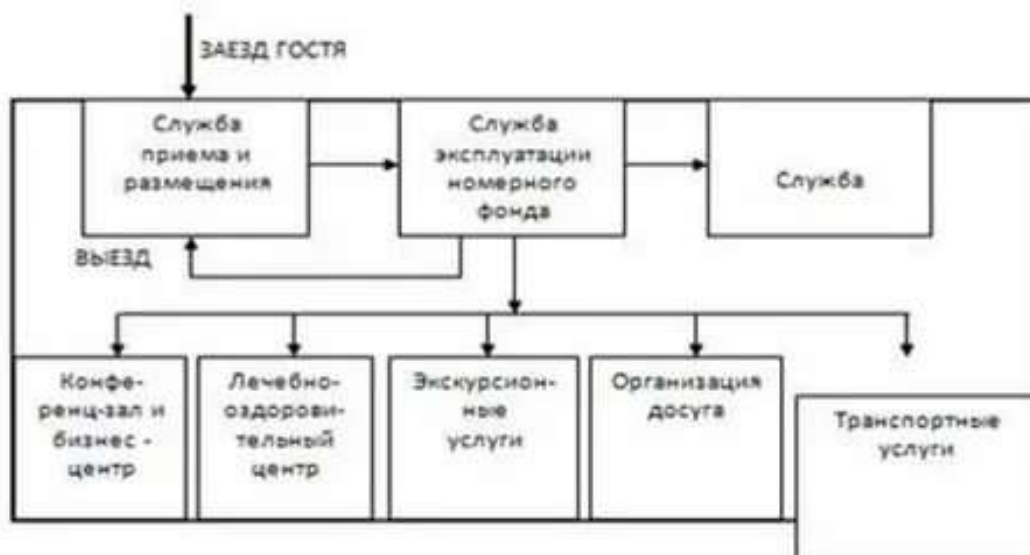 ЗАЕЗД ГОСТЯ
Служба
приема и
размещения
Служба
эксплуатации
номерного
фонда
Служба
ВЫЕЗД
Конфе-
ренц-зал и
бизнес -
центр
Лечебно-
оздорови-
тельный
центр
Экскурсион-
ные
услуги
Организация
досуга
Транспортные
услуги